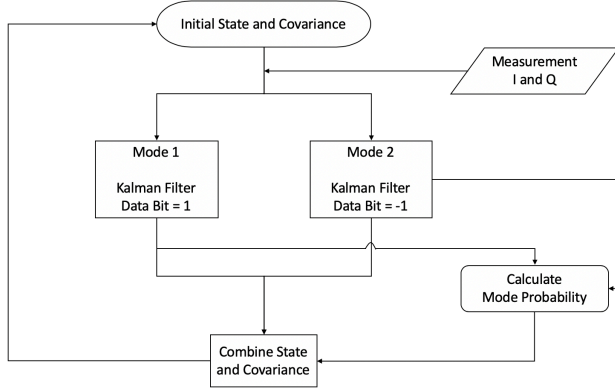 Initial State and Covariance
Measurement
I and Q
Mode 1
Kalman Filter
Data Bit = 1
Mode 2
Kalman Filter
Data Bit = -1
Calculate
Mode Probability
Combine State
and Covariance